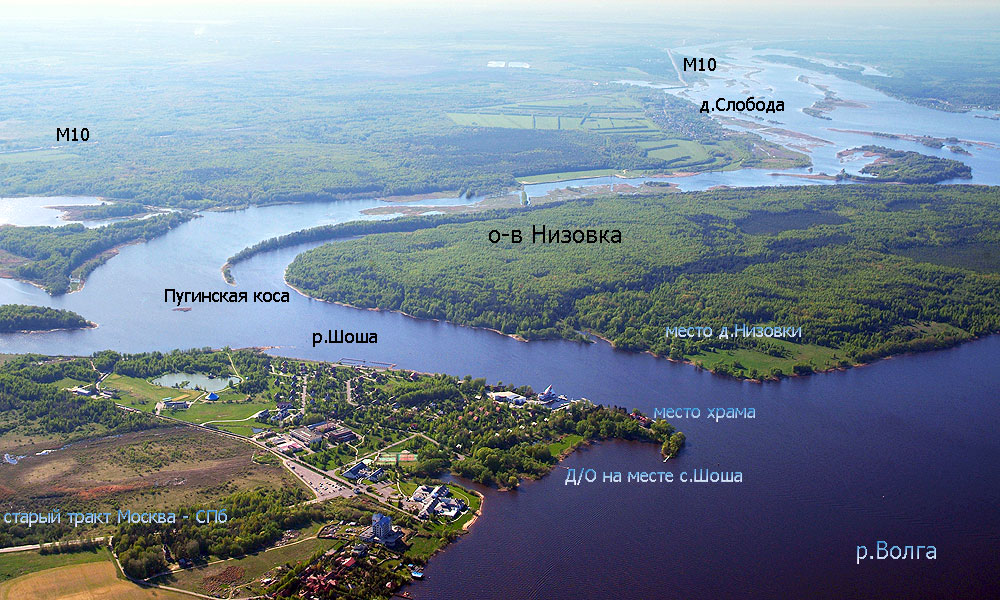 М10
д.Слобода
М10
о-в Низовка
Пугинская коса
р.Шоша
место д.Низовки
место храма
Д/О на месте с.Шоша
старый тракт Москва - СПб
р.Волга